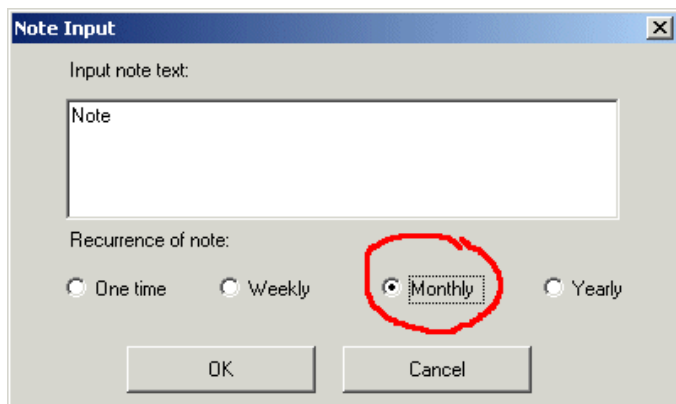 Note Input
Input note text:
Note
Recurrence of note:
One time Weekly Monthly Yearly
OK Cancel